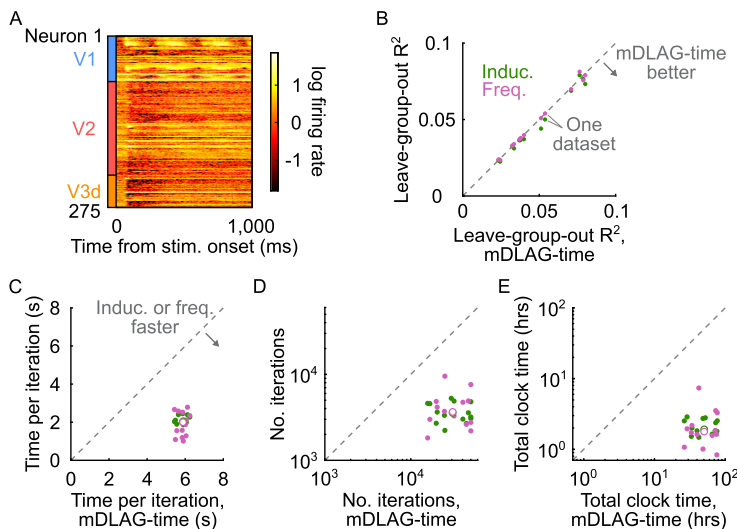 A
Neuron 1
V1
V2
V3d
275
0
1,000
Time from stim. onset (ms)
1
0
-1
log firing rate
B
0.1
0.05
0
0
0.05
0.1
Leave-group-out R²
Leave-group-out R²,
mDLAG-time
Induc.
Freq.
mDLAG-time
better
One
dataset
C
8
6
4
2
0
0
2
4
6
8
Time per iteration (s)
Time per iteration,
mDLAG-time (s)
Induc. or freq.
faster
D
10⁴
10³
10³
10⁴
No. iterations
No. iterations,
mDLAG-time
E
10²
10¹
10⁰
10⁰
10¹
10²
Total clock time (hrs)
Total clock time,
mDLAG-time (hrs)